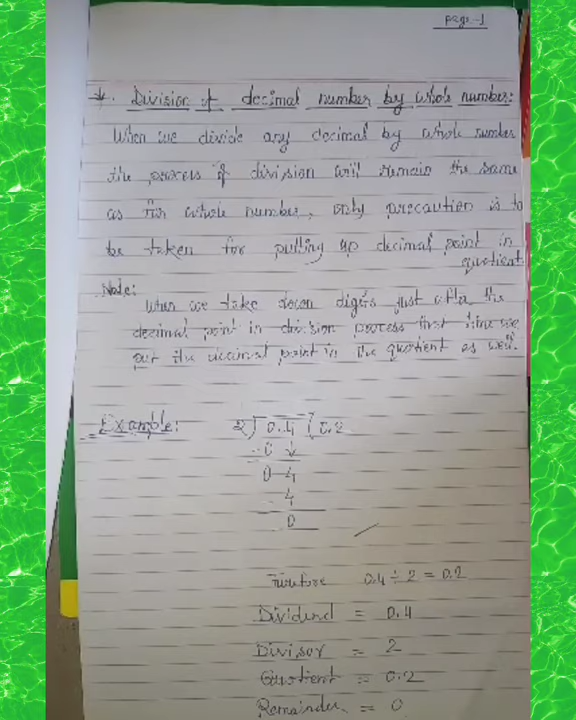 Page-1
*. Division of decimal number by whole number:
When we divide any decimal by whole number
the process of division will remain the same
as for whole number, only precaution is to
be taken for putting up decimal point in
quotient
Note:
When we take down digits just after the
decimal point in division process first time we
put the decimal point in the quotient as well.
Example: 2) 0.4 ( 0.2
-0 ↓
0 4
4
0
Therefore 0.4 ÷ 2 = 0.2
Dividend = 0.4
Divisor = 2
Quotient = 0.2
Remainder = 0